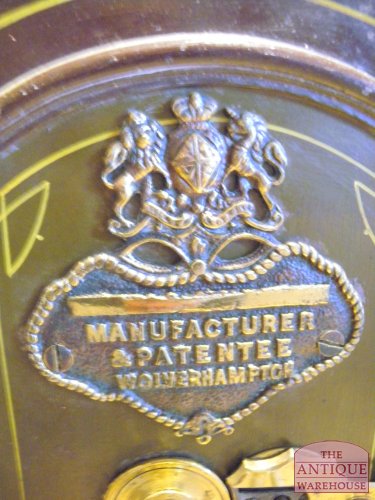 MANUFACTURER
& PATENTEE
WOLVERHAMPTON
THE
ANTIQUE
WAREHOUSE